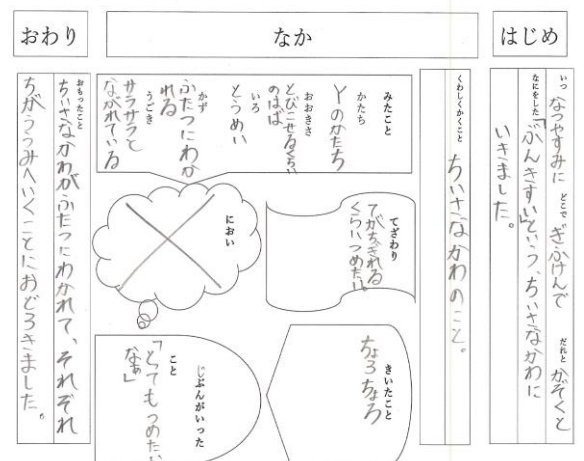 はじめ
いつ
なつやすみに
どこで
ぎふけんで
だれと
かぞくと
なにをした
「ぶんきすい」という、ちいさなかわに
いきました。
なか
くわしくかくこと
ちいさなかわのこと。
みたこと
かたち
Yのかたち
おおきさ
とびこせるくらい
のはば
いろ
とうめい
かず
ふたつにわか
れる
うごき
サラサラと
ながれている
てざわり
てがちぎれる
くらいつめたい。
におい
きいたこと
ちょろちょろ
じぶんがいった
こと
「とてもつめたい
なあ」
おわり
おもったこと
ちいさなかわがふたつにわかれて、それぞれ
ちがううみへいくことにおどろきました。